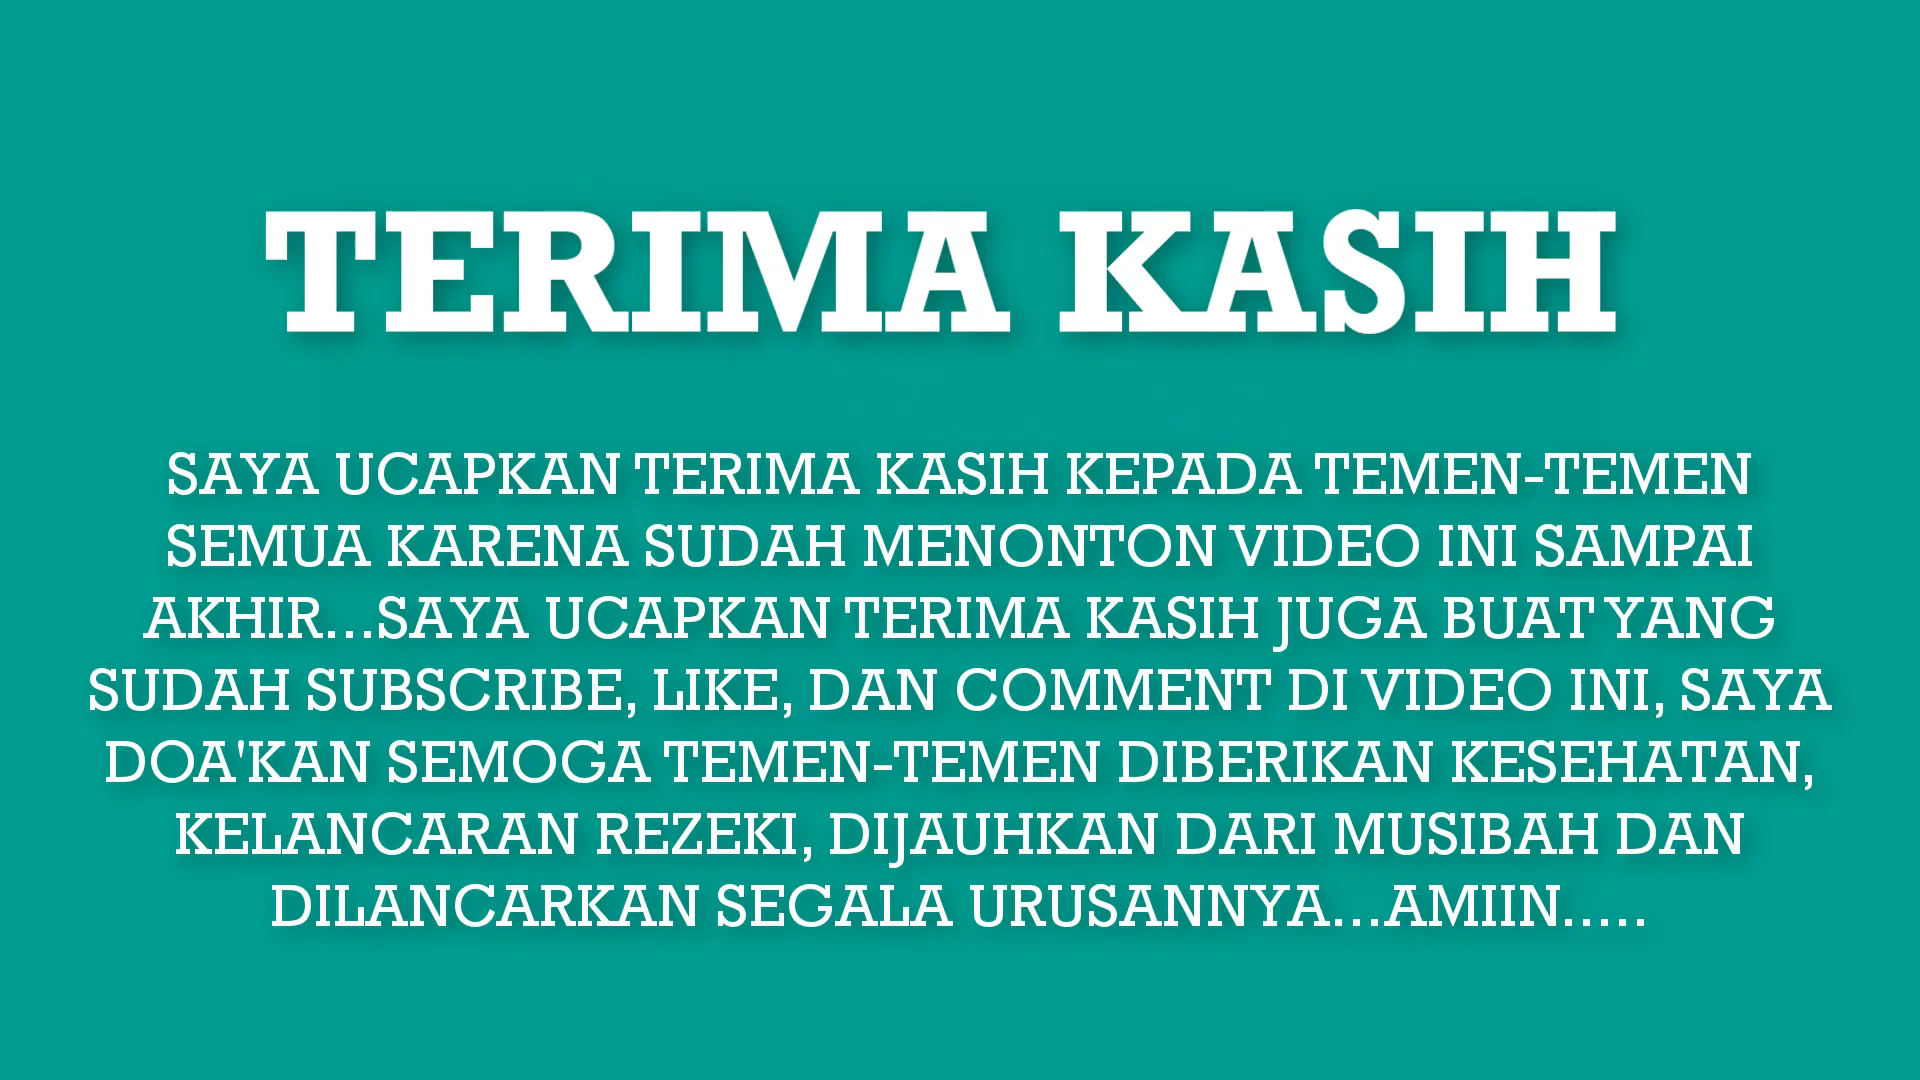 TERIMA KASIH
SAYA UCAPKAN TERIMA KASIH KEPADA TEMEN-TEMEN
SEMUA KARENA SUDAH MENONTON VIDEO INI SAMPAI
AKHIR...SAYA UCAPKAN TERIMA KASIH JUGA BUAT YANG
SUDAH SUBSCRIBE, LIKE, DAN COMMENT DI VIDEO INI, SAYA
DOA'KAN SEMOGA TEMEN-TEMEN DIBERIKAN KESEHATAN,
KELANCARAN REZEKI, DIJAUHKAN DARI MUSIBAH DAN
DILANCARKAN SEGALA URUSANNYA...AMIIN.....